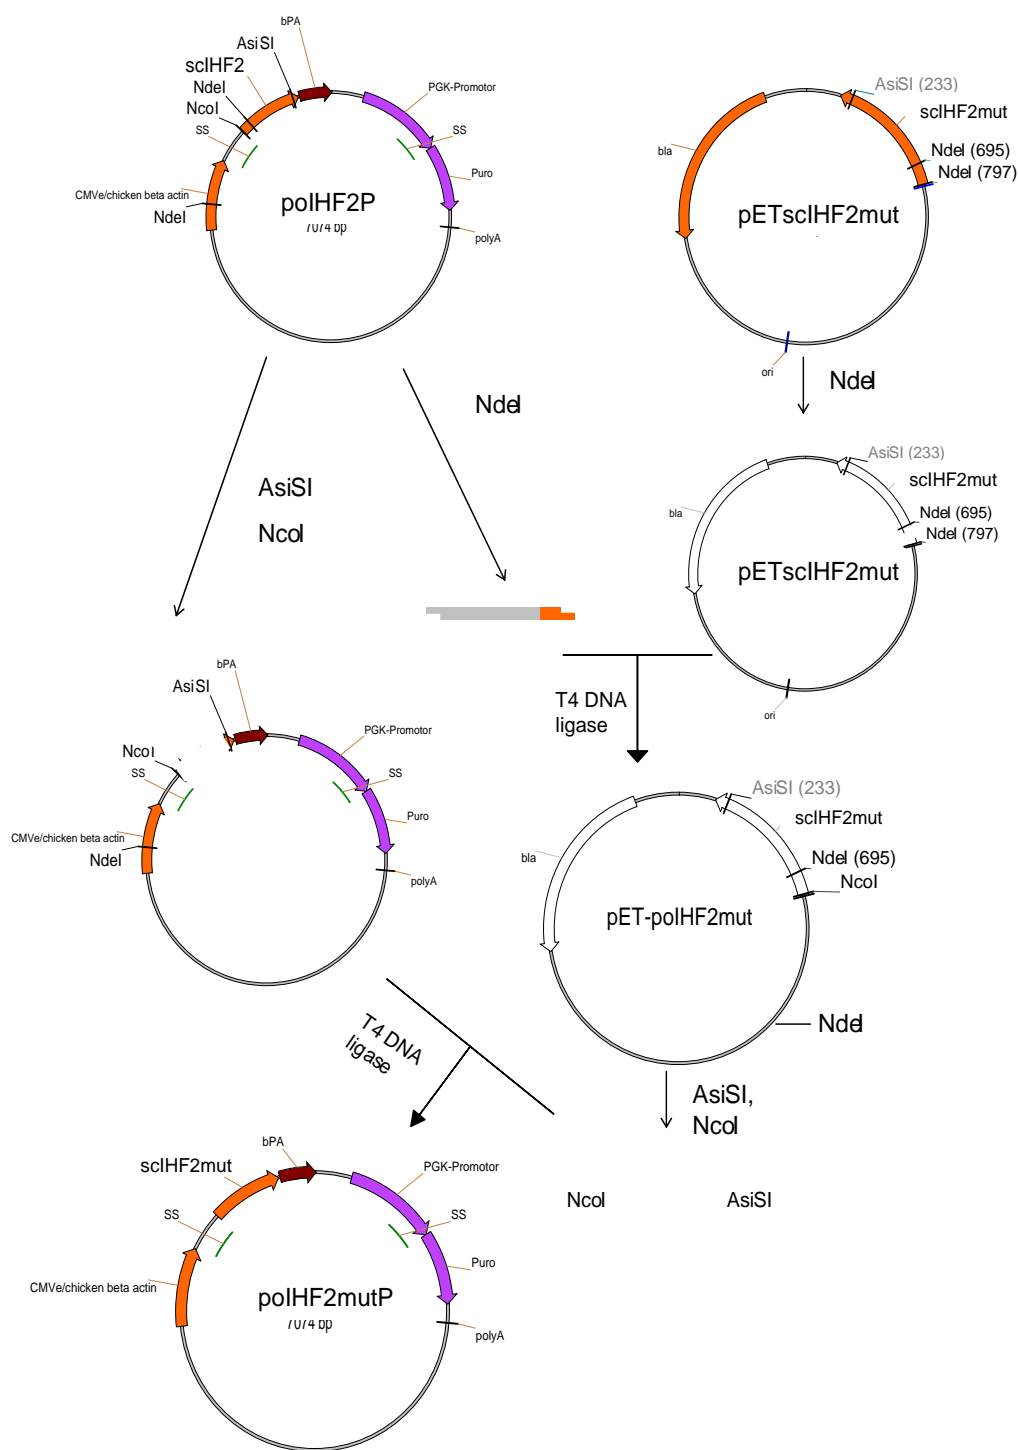 bPA
AsiSI
scIHF2
NdeI
NcoI
SS
PGK-Promotor
SS
Puro
CMVe/chicken beta actin
NdeI
polyA
poIHF2P
7074 bp
AsiSI (233)
scIHF2mut
NdeI (695)
NdeI (797)
bla
pETscIHF2mut
ori
NdeI
NdeI
AsiSI
NcoI
AsiSI (233)
scIHF2mut
NdeI (695)
NdeI (797)
bla
pETscIHF2mut
ori
T4 DNA
ligase
bPA
AsiSI
PGK-Promotor
NcoI
SS
SS
Puro
CMVe/chicken beta actin
NdeI
polyA
AsiSI (233)
scIHF2mut
NdeI (695)
NcoI
bla
pET-poIHF2mut
NdeI
T4 DNA
ligase
AsiSI,
NcoI
NcoI
AsiSI
bPA
scIHF2mut
PGK-Promotor
SS
SS
Puro
CMVe/chicken beta actin
poIHF2mutP
7074 bp
polyA